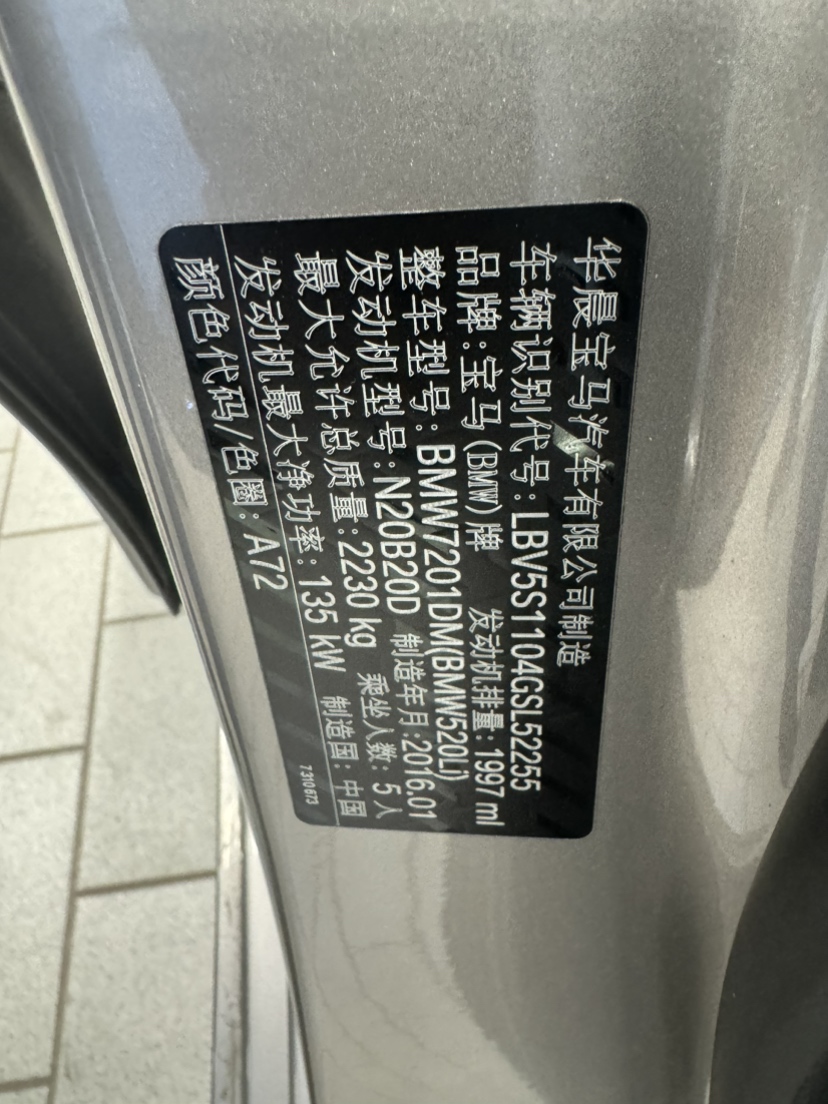 华晨宝马汽车有限公司制造
车辆识别代号:LBV5S1104GSL52255
品牌:宝马(BMW)牌 发动机排量:1997 ml
整车型号:BMW7201DM(BMW520Li)
发动机型号:N20B20D 制造年月:2016.01
最大允许总质量:2230 kg 乘坐人数:5人
发动机最大净功率:135 kW 制造国:中国
颜色代码/色圈:A72 7 310 673